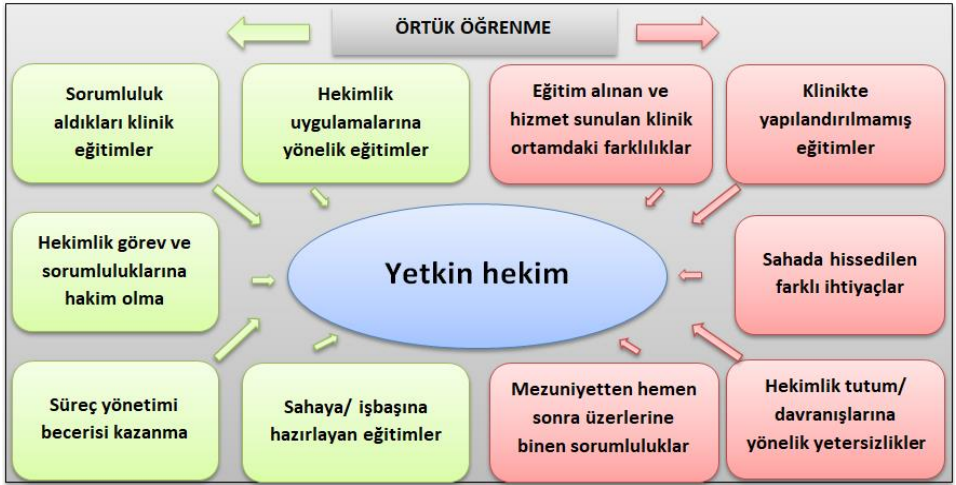 ÖRTÜK ÖĞRENME
Sorumluluk
aldıkları klinik
eğitimler
Hekimlik
uygulamalarına
yönelik eğitimler
Eğitim alınan ve
hizmet sunulan klinik
ortamdaki farklılıklar
Klinikte
yapılandırılmamış
eğitimler
Hekimlik görev ve
sorumluluklarına
hakim olma
Yetkin hekim
Sahada hissedilen
farklı ihtiyaçlar
Süreç yönetimi
becerisi kazanma
Sahaya/ işbaşına
hazırlayan eğitimler
Mezuniyetten hemen
sonra üzerlerine
binen sorumluluklar
Hekimlik tutum/
davranışlarına
yönelik yetersizlikler